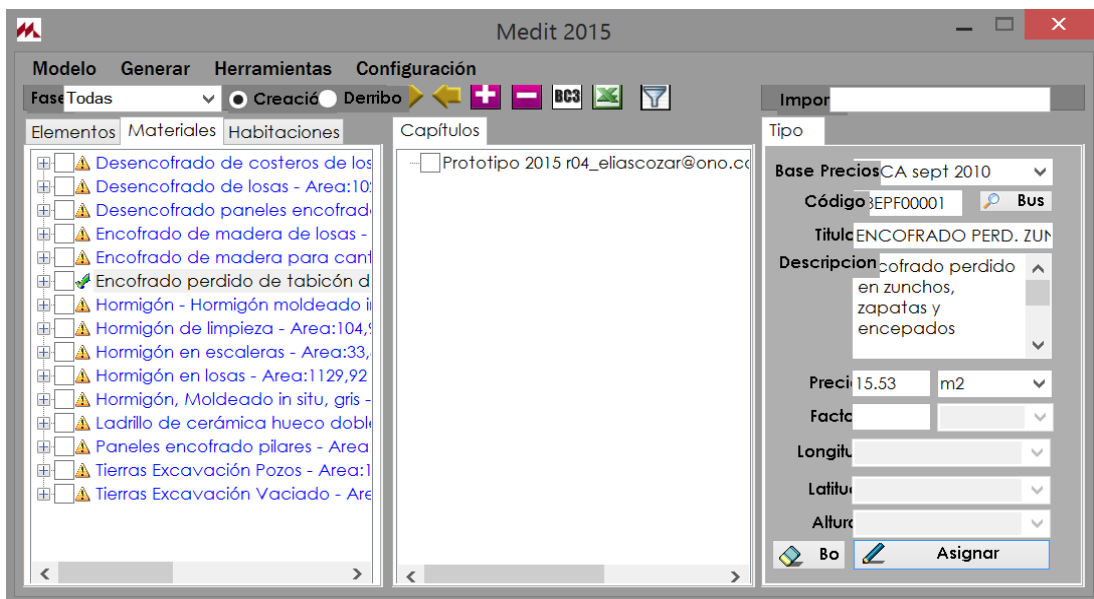 Medit 2015
Modelo Generar Herramientas Configuración
Fase Todas Creació Derribo BC3 Impor
Elementos Materiales Habitaciones
Desencofrado de costeros de los
Desencofrado de losas - Area:10
Desencofrado paneles encofrad
Encofrado de madera de losas -
Encofrado de madera para cant
Encofrado perdido de tabicón d
Hormigón - Hormigón moldeado i
Hormigón de limpieza - Area:104,9
Hormigón en escaleras - Area:33,
Hormigón en losas - Area:1129,92
Hormigón, Moldeado in situ, gris -
Ladrillo de cerámica hueco doble
Paneles encofrado pilares - Area
Tierras Excavación Pozos - Area:1
Tierras Excavación Vaciado - Are
Capítulos
Prototipo 2015 r04_eliascozar@ono.co
Tipo
Base Precios CA sept 2010
Código 3EPF00001 Bus
Titulo ENCOFRADO PERD. ZUN
Descripcion cofrado perdido
en zunchos,
zapatas y
encepados
Preci 15.53 m2
Facto
Longitu
Latitu
Altura
Bo Asignar